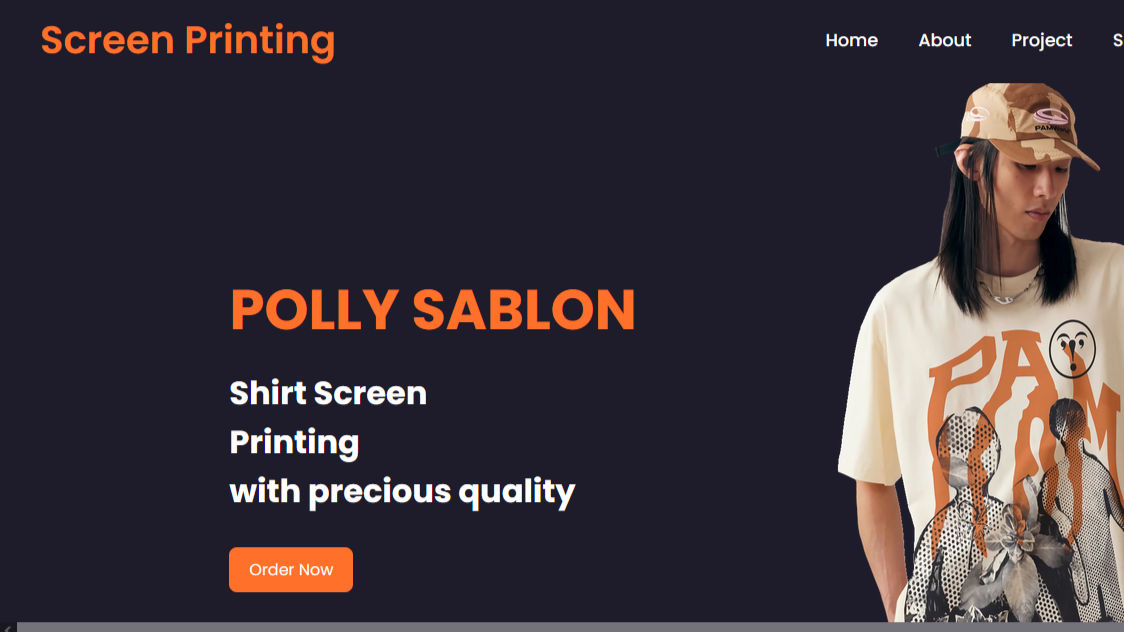 Screen Printing
Home
About
Project
S
PAM
POLLY SABLON
Shirt Screen
Printing
with precious quality
PAM
Order Now